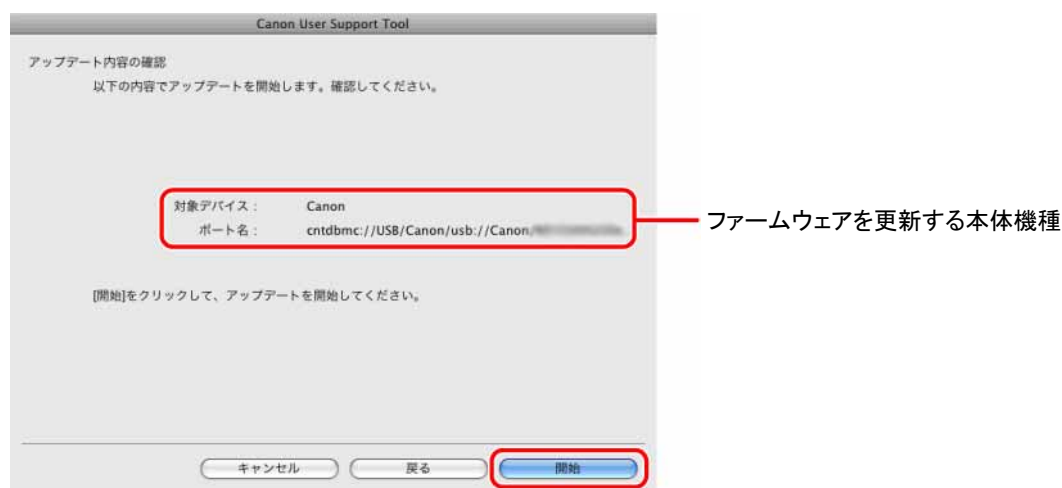 Canon User Support Tool
アップデート内容の確認
以下の内容でアップデートを開始します。確認してください。
対象デバイス： Canon
ポート名： cntdbmc://USB/Canon/usb://Canon/
ファームウェアを更新する本体機種
[開始]をクリックして、アップデートを開始してください。
キャンセル 戻る 開始